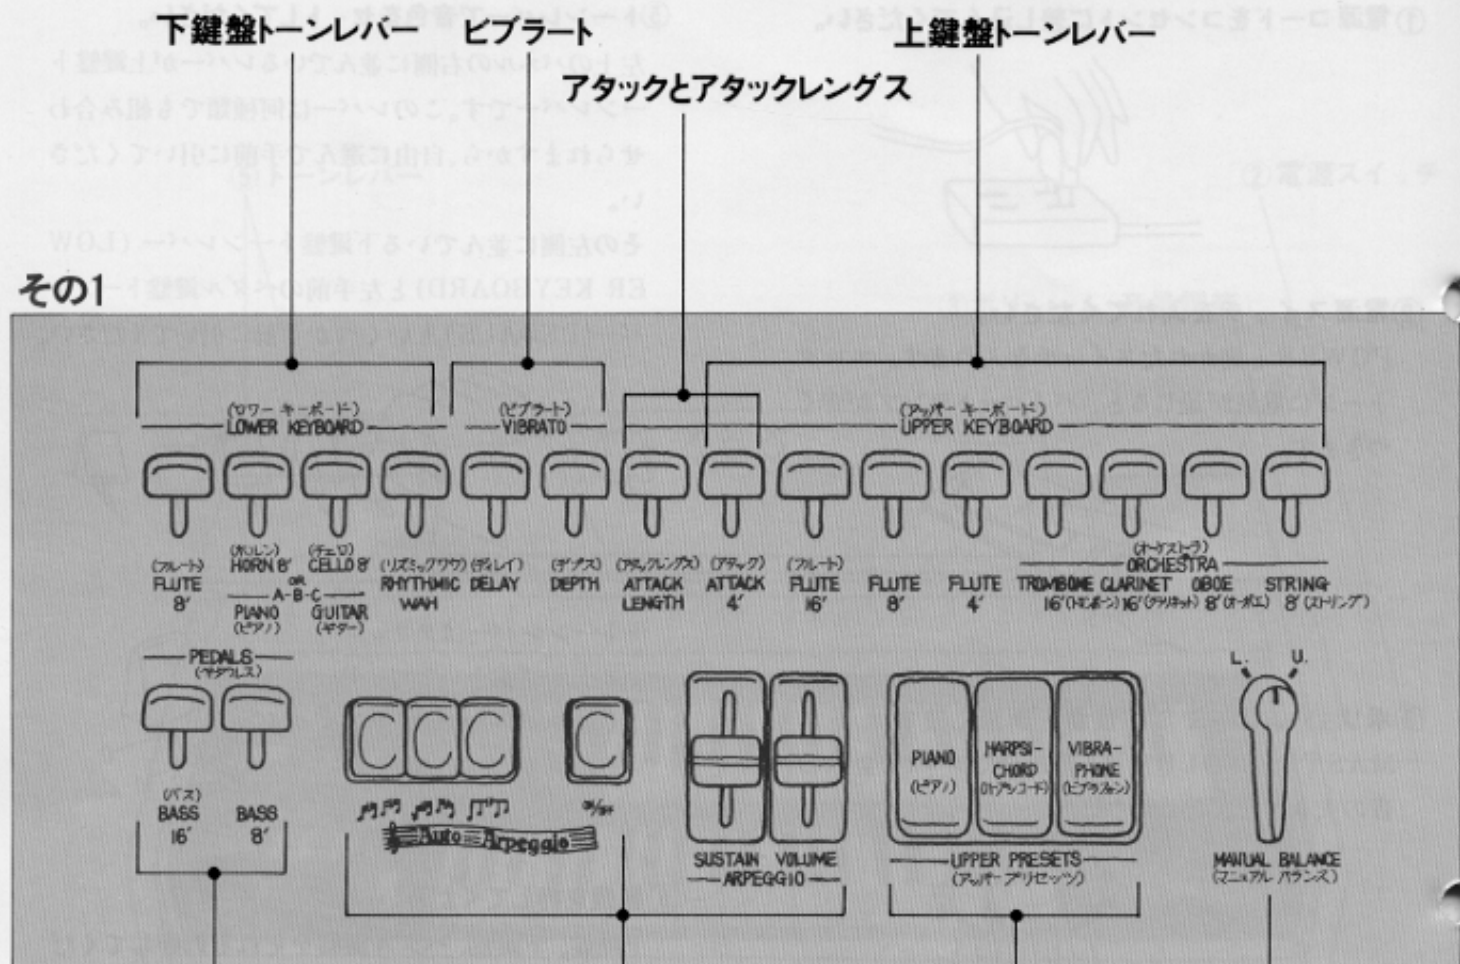 下鍵盤トーンレバー
ビブラート
上鍵盤トーンレバー
アタックとアタックレングス
その1
(ロワー キーボード)
LOWER KEYBOARD
(ビブラート)
VIBRATO
(アッパー キーボード)
UPPER KEYBOARD
(フルート)
FLUTE
8′
(ホルン)
HORN 8′
(チェロ)
CELLO 8′
OR
A-B-C
PIANO
(ピアノ)
GUITAR
(ギター)
(リズミックワウ)
RHYTHMIC
WAH
(ディレイ)
DELAY
(デプス)
DEPTH
(アタックレングス)
ATTACK
LENGTH
(アタック)
ATTACK
4′
(フルート)
FLUTE
16′
FLUTE
8′
FLUTE
4′
(オーケストラ)
ORCHESTRA
TROMBONE
16′(トロンボーン)
CLARINET
16′(クラリネット)
OBOE
8′(オーボエ)
STRING
8′(ストリング)
PEDALS
(バス)
BASS
16′
BASS
8′
Auto Arpeggio
SUSTAIN VOLUME
ARPEGGIO
PIANO
(ピアノ)
HARPSI-
CHORD
(ハープシコード)
VIBRA-
PHONE
(ビブラフォン)
UPPER PRESETS
(アッパープリセッツ)
L. U.
MANUAL BALANCE
(マニュアル バランス)